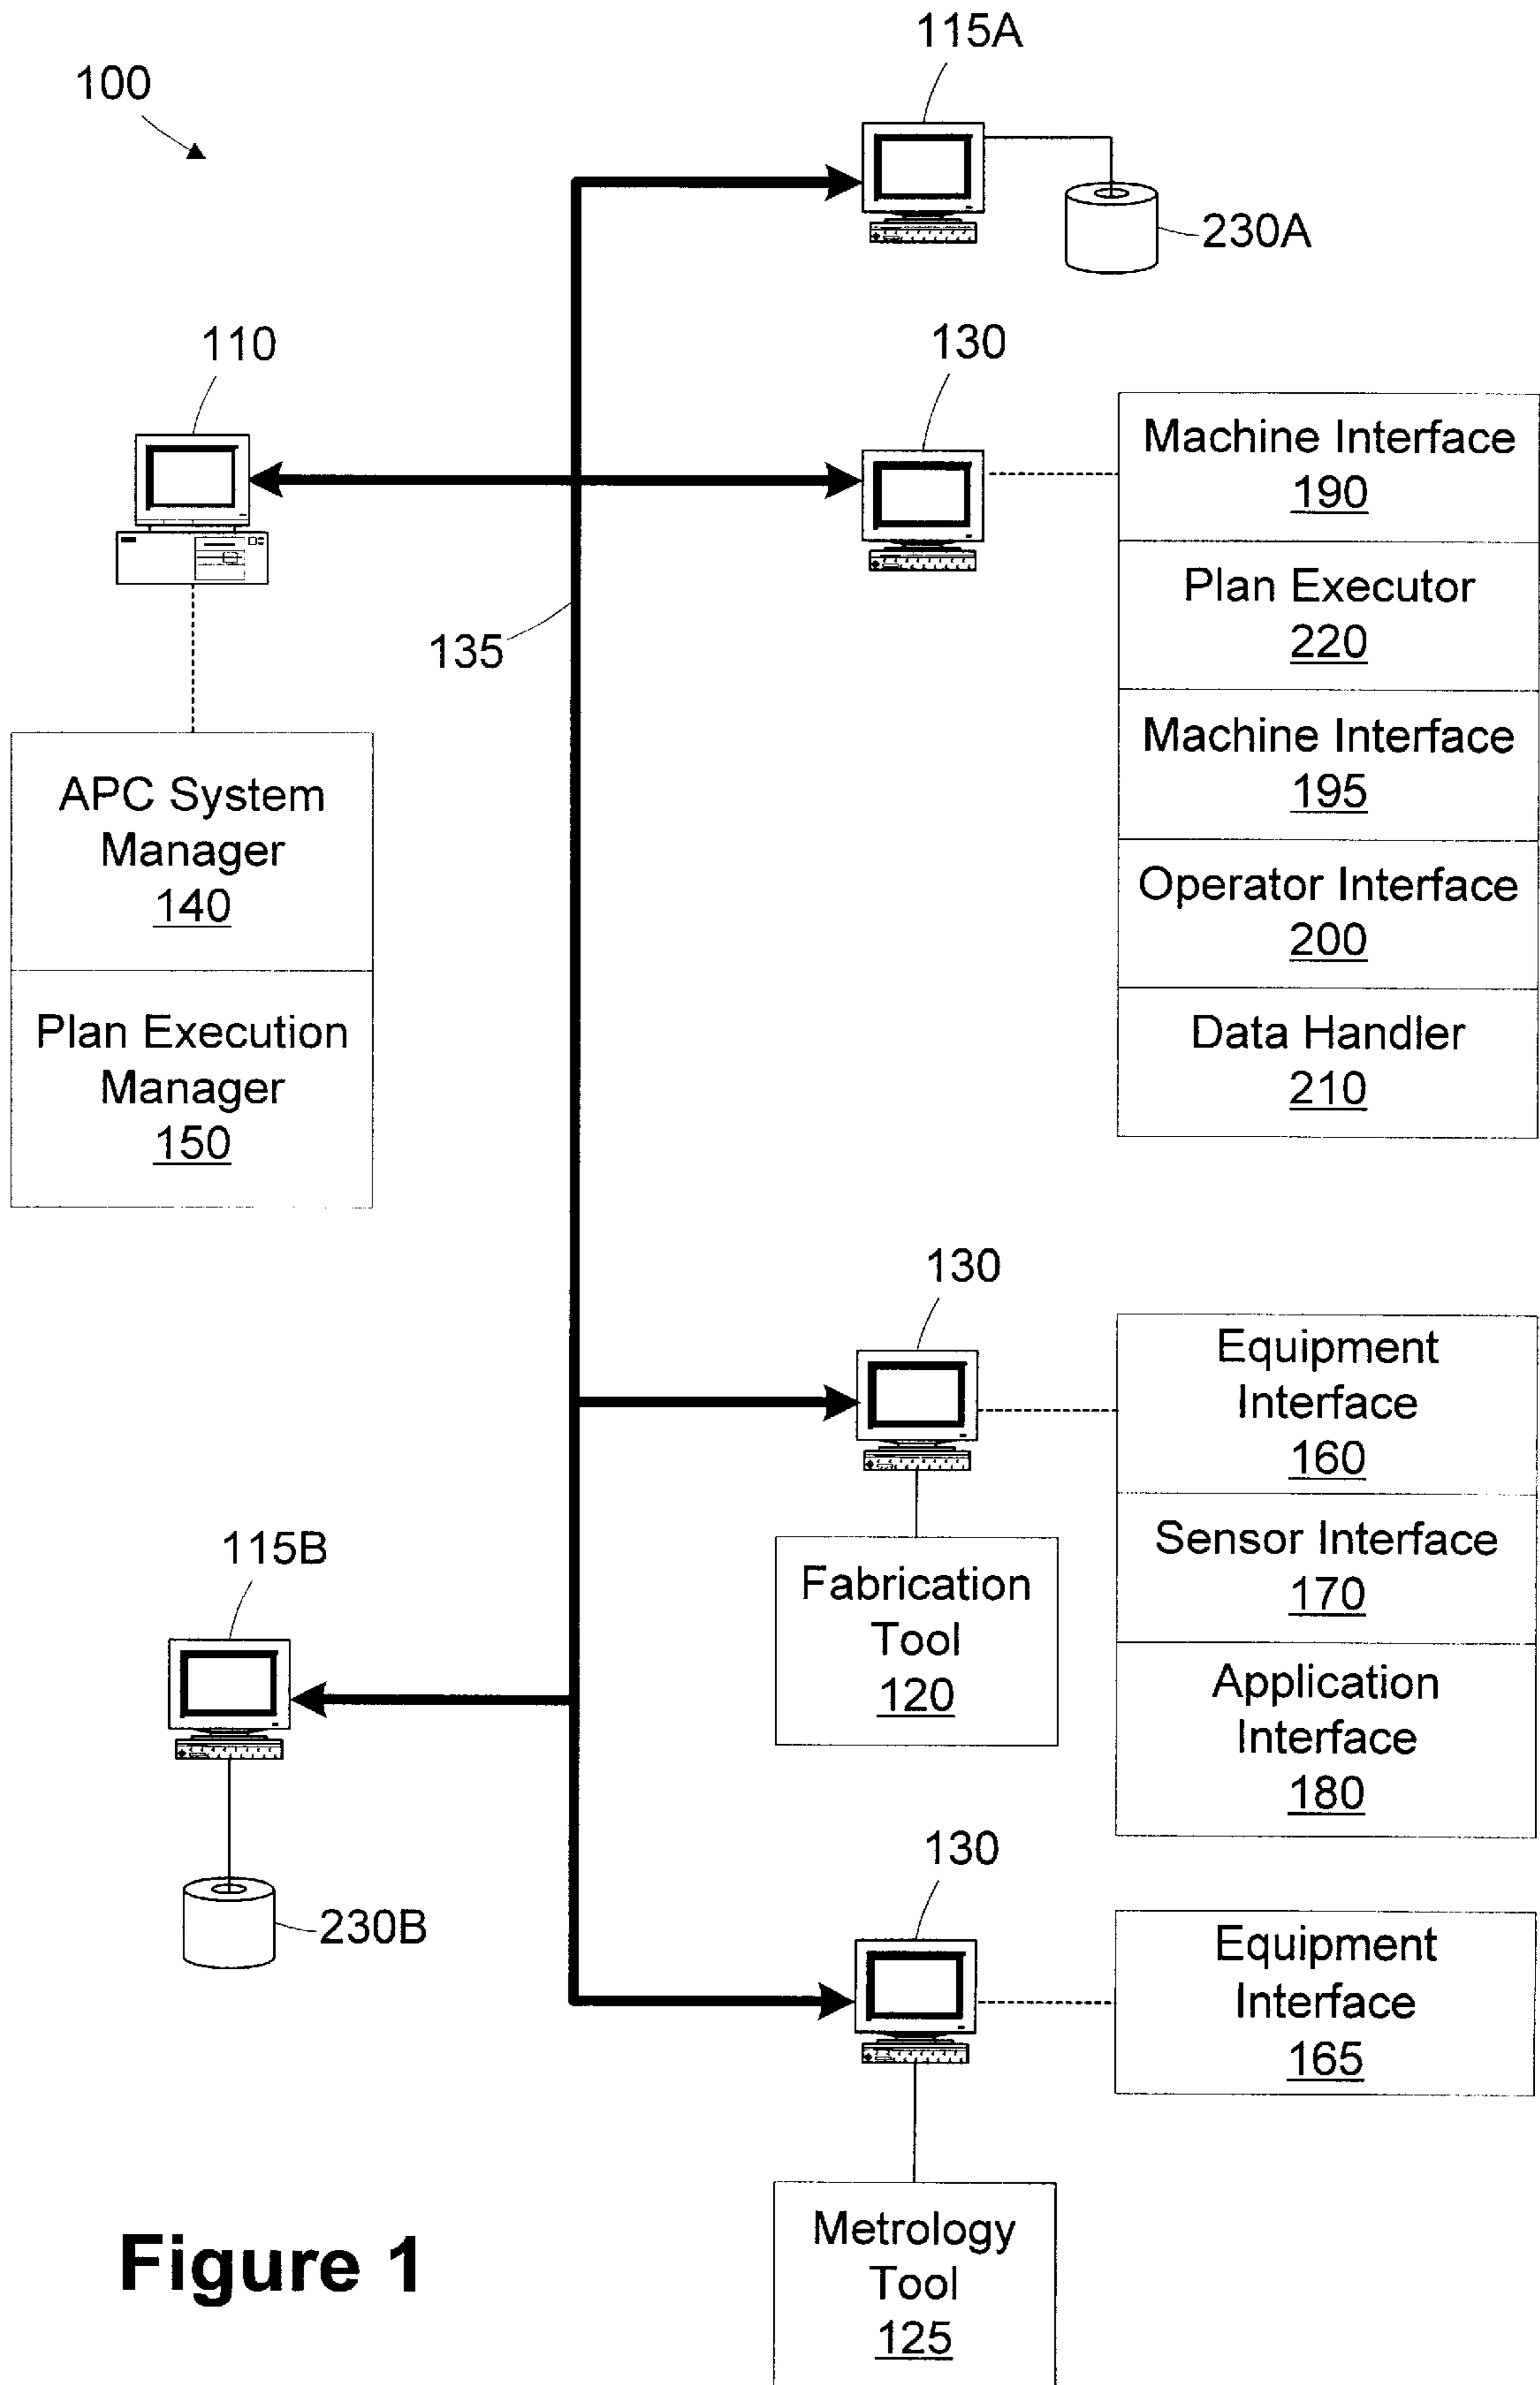 115A
100
230A
110
130
Machine Interface
190
Plan Executor
220
135
Machine Interface
195
APC System
Manager
140
Operator Interface
200
Plan Execution
Manager
150
Data Handler
210
130
Equipment
Interface
160
115B
Sensor Interface
170
Fabrication
Tool
120
Application
Interface
180
130
230B
Equipment
Interface
165
Metrology
Tool
125
Figure 1